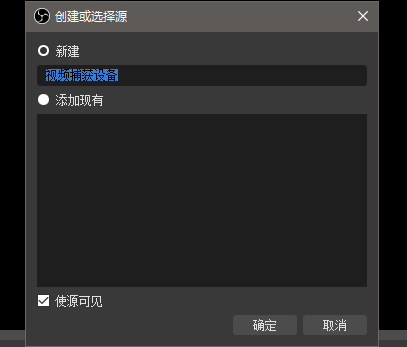 创建或选择源
新建
视频捕获设备
添加现有
使源可见
确定
取消